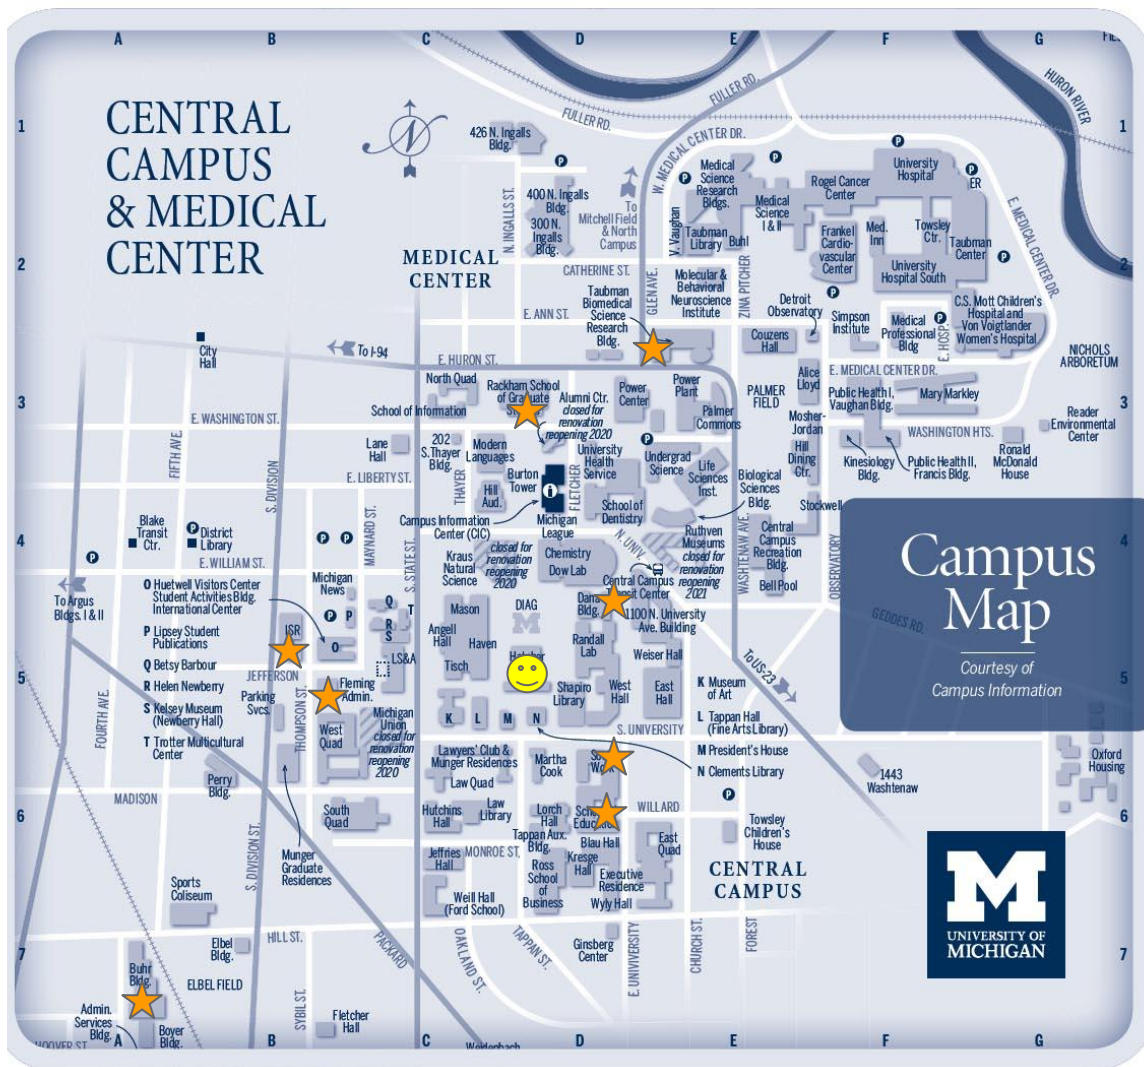 A
B
C
D
E
F
G
1
1
CENTRAL
CAMPUS
& MEDICAL
CENTER
N
HURON RIVER
FULLER RD.
FULLER RD.
W. MEDICAL CENTER DR.
E. MEDICAL CENTER DR.
426 N. Ingalls
Bldg.
P
P
P
P
P
ER
University
Hospital
Medical
Science
Research
Bldgs.
Rogel Cancer
Center
400 N. Ingalls
Bldg.
300 N.
Ingalls
Bldg.
N. INGALLS ST.
To
Mitchell Field
& North
Campus
V. Vaughan
Taubman
Library
Buhl
Medical
Science
I & II
Frankel
Cardio-
vascular
Center
Med.
Inn
Towsley
Ctr.
Taubman
Center
P
University
Hospital South
2
2
MEDICAL
CENTER
CATHERINE ST.
GLEN AVE.
ZINA PITCHER
Taubman
Biomedical
Science
Research
Bldg.
Molecular &
Behavioral
Neuroscience
Institute
Detroit
Observatory
P
P
Simpson
Institute
Medical
Professional
Bldg
E. HOSP.
C.S. Mott Children's
Hospital and
Von Voigtlander
Women's Hospital
E. ANN ST.
Couzens
Hall
City
Hall
To I-94
E. HURON ST.
NICHOLS
ARBORETUM
North Quad
School of Information
Rackham School
of Graduate
Alumni Ctr.
closed for
renovation
reopening 2020
Power
Center
Power
Plant
Palmer
Commons
PALMER
FIELD
Alice
Lloyd
E. MEDICAL CENTER DR.
Public Health I,
Vaughan Bldg.
Mary Markley
3
3
E. WASHINGTON ST.
Mosher-
Jordan
WASHINGTON HTS.
Reader
Environmental
Center
Lane
Hall
202
S. Thayer
Bldg.
Modern
Languages
P
Undergrad
Science
University
Health
Service
Hill
Dining
Ctr.
Kinesiology
Bldg.
Public Health II,
Francis Bldg.
Ronald
McDonald
House
FIFTH AVE.
S. DIVISION
E. LIBERTY ST.
THAYER
Hill
Aud.
Burton
Tower
i
FLETCHER
Life
Sciences
Inst.
Biological
Sciences
Bldg.
Stockwell
School of
Dentistry
Campus Information
Center (CIC)
Michigan
League
Blake
Transit
Ctr.
P
District
Library
P
P
P
MAYNARD ST.
S. STATE ST.
N. UNIV.
Ruthven
Museums
closed for
renovation
reopening
2021
WASHTENAW AVE.
Central
Campus
Recreation
Bldg.
Bell Pool
OBSERVATORY
4
4
Campus
Map
Courtesy of
Campus Information
E. WILLIAM ST.
Kraus
Natural
Science
closed for
renovation
reopening
2020
Chemistry
Dow Lab
To Argus
Bldgs. I & II
O Huetwell Visitors Center
Student Activities Bldg.
International Center
P Lipsey Student
Publications
Q Betsy Barbour
R Helen Newberry
S Kelsey Museum
(Newberry Hall)
T Trotter Multicultural
Center
Michigan
News
P
P
Q
R
S
T
ISR
O
LS&A
Mason
Angell
Hall
Haven
Tisch
DIAG
M
Dana
Bldg.
Central Campus
1100 N. University
Ave. Building
Randall
Lab
Weiser Hall
GEDDES RD.
To US-23
5
5
JEFFERSON
Fleming
Admin.
Parking
Svcs.
THOMPSON ST.
FOURTH AVE.
West
Quad
Michigan
Union
closed for
renovation
reopening
2020
Shapiro
Library
West
Hall
East
Hall
K Museum
of Art
L Tappan Hall
(Fine Arts Library)
M President's House
N Clements Library
K
L
M
N
S. UNIVERSITY
Lawyers' Club &
Munger Residences
Law Quad
Martha
Cook
Perry
Bldg.
MADISON
1443
Washtenaw
Oxford
Housing
6
6
South
Quad
Hutchins
Hall
Law
Library
Lorch
Hall
Tappan Aux.
Bldg.
WILLARD
P
Towsley
Children's
House
Blau Hall
East
Quad
Munger
Graduate
Residences
S. DIVISION ST.
Jeffries
Hall
MONROE ST.
Ross
School
of
Business
Kresge
Hall
Executive
Residence
Wyly Hall
CENTRAL
CAMPUS
Sports
Coliseum
Weill Hall
(Ford School)
M
UNIVERSITY OF
MICHIGAN
7
7
HILL ST.
Elbel
Bldg.
PACKARD
OAKLAND ST.
TAPPAN ST.
Ginsberg
Center
E. UNIVERSITY
CHURCH ST.
FOREST
Buhr
Bldg.
ELBEL FIELD
SYBIL ST.
Fletcher
Hall
Admin.
Services
Bldg.
Boyer
Bldg.
HOOVER ST.
A
B
C
D
E
F
G